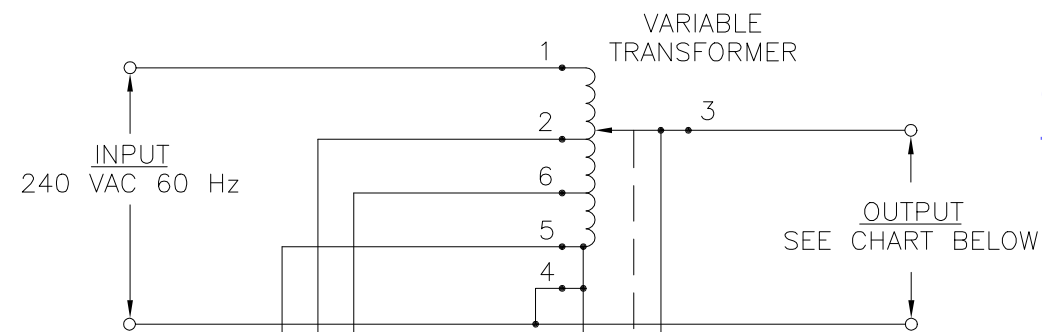 VARIABLE
TRANSFORMER
1
2
3
INPUT
240 VAC 60 Hz
6
OUTPUT
SEE CHART BELOW
5
4